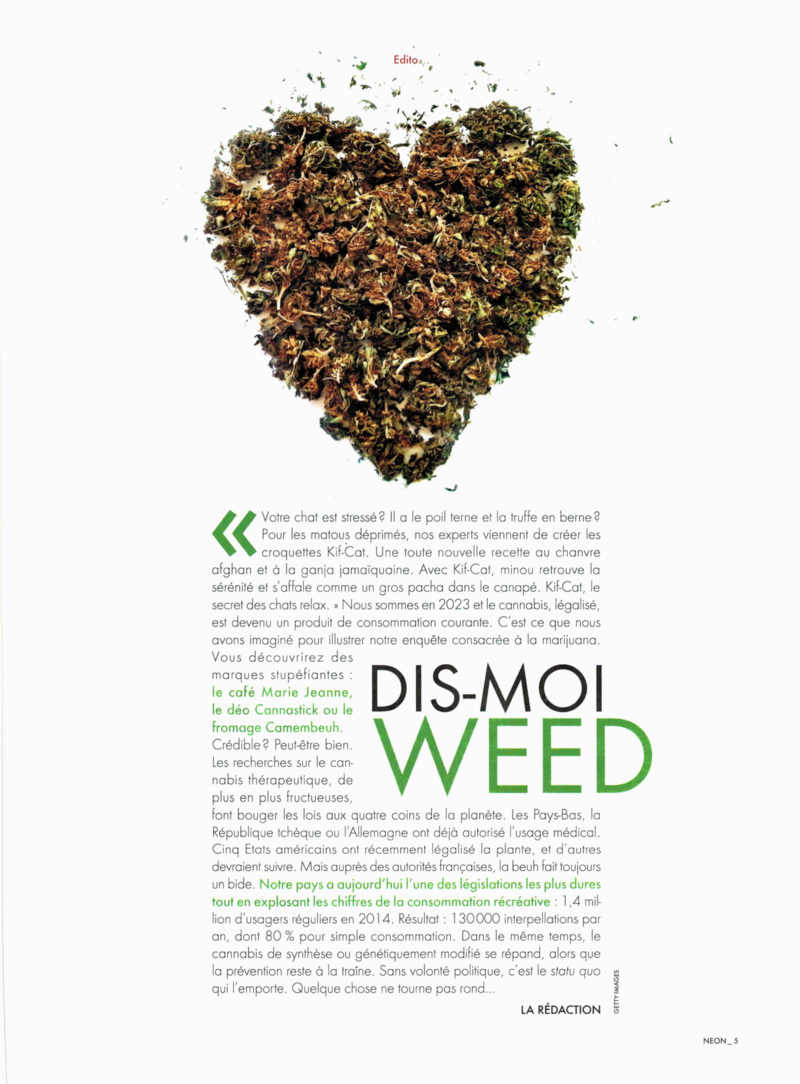 Edito
« Votre chat est stressé ? Il a le poil terne et la truffe en berne ?
Pour les matous déprimés, nos experts viennent de créer les
croquettes Kif-Cat. Une toute nouvelle recette au chanvre
afghan et à la ganja jamaïquaine. Avec Kif-Cat, minou retrouve la
sérénité et s’affale comme un gros pacha dans le canapé. Kif-Cat, le
secret des chats relax. » Nous sommes en 2023 et le cannabis, légalisé,
est devenu un produit de consommation courante. C’est ce que nous
avons imaginé pour illustrer notre enquête consacrée à la marijuana.
Vous découvrirez des
marques stupéfiantes :
le café Marie Jeanne,
le déo Cannastick ou le
fromage Camembeuh.
Crédible ? Peut-être bien.
Les recherches sur le can-
nabis thérapeutique, de
plus en plus fructueuses,
DIS-MOI
WEED
font bouger les lois aux quatre coins de la planète. Les Pays-Bas, la
République tchèque ou l’Allemagne ont déjà autorisé l’usage médical.
Cinq Etats américains ont récemment légalisé la plante, et d’autres
devraient suivre. Mais auprès des autorités françaises, la beuh fait toujours
un bide. Notre pays a aujourd’hui l’une des législations les plus dures
tout en explosant les chiffres de la consommation récréative : 1,4 mil-
lion d’usagers réguliers en 2014. Résultat : 130 000 interpellations par
an, dont 80 % pour simple consommation. Dans le même temps, le
cannabis de synthèse ou génétiquement modifié se répand, alors que
la prévention reste à la traîne. Sans volonté politique, c’est le statu quo
qui l’emporte. Quelque chose ne tourne pas rond...
LA RÉDACTION
GETTY IMAGES
NEON_ 5